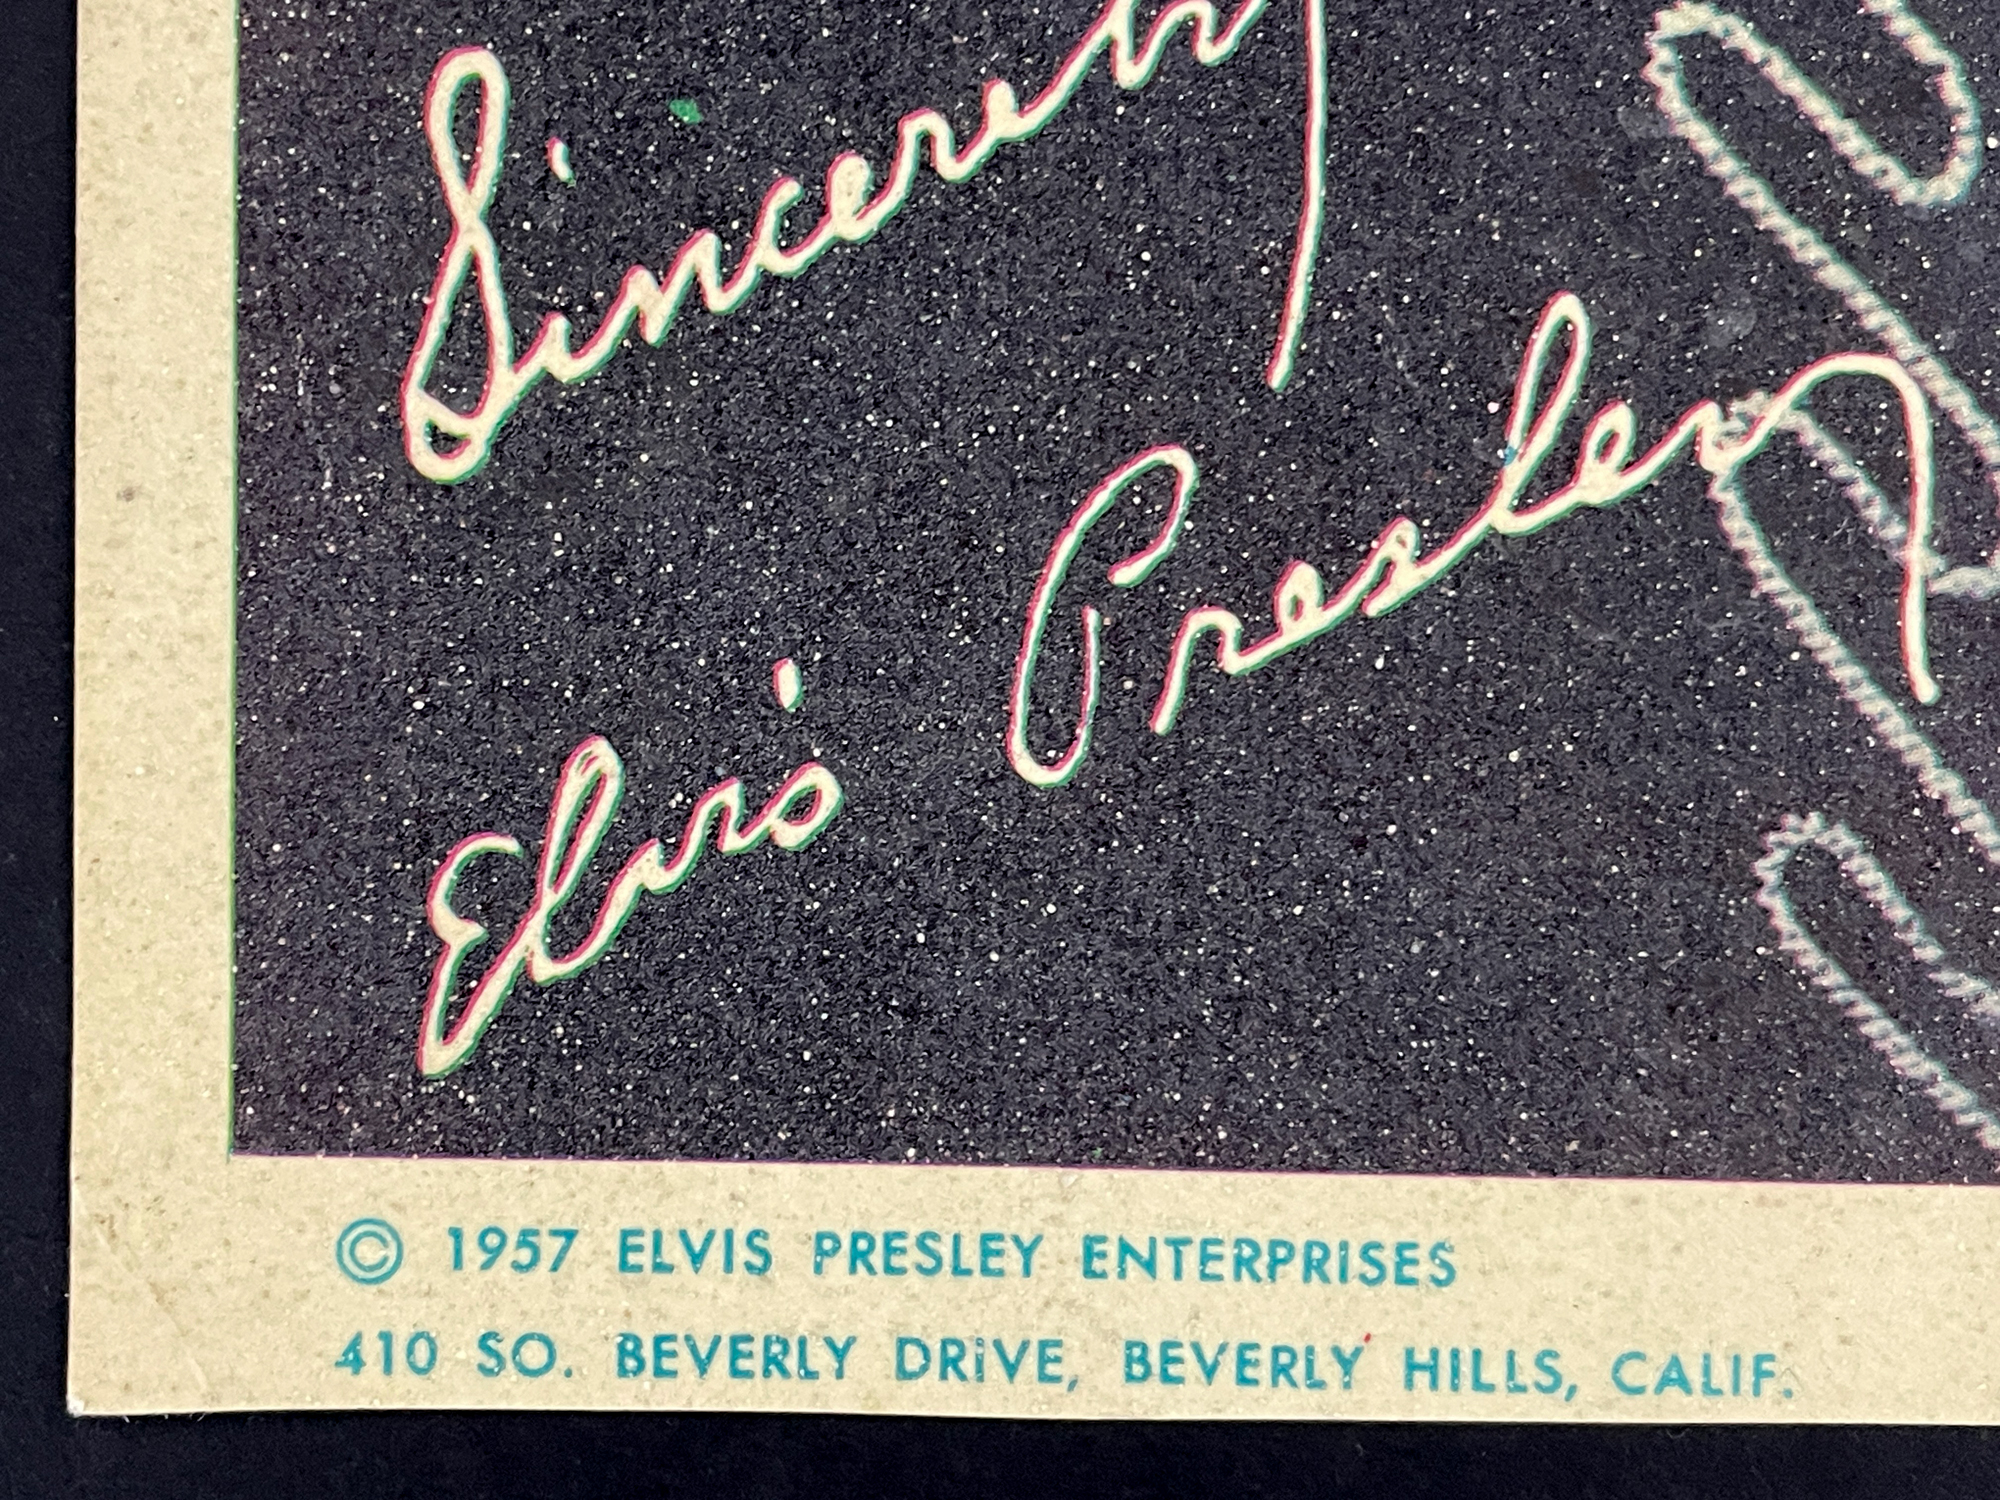 Sincerely
Elvis Presley
© 1957 ELVIS PRESLEY ENTERPRISES
410 SO. BEVERLY DRIVE, BEVERLY HILLS, CALIF.